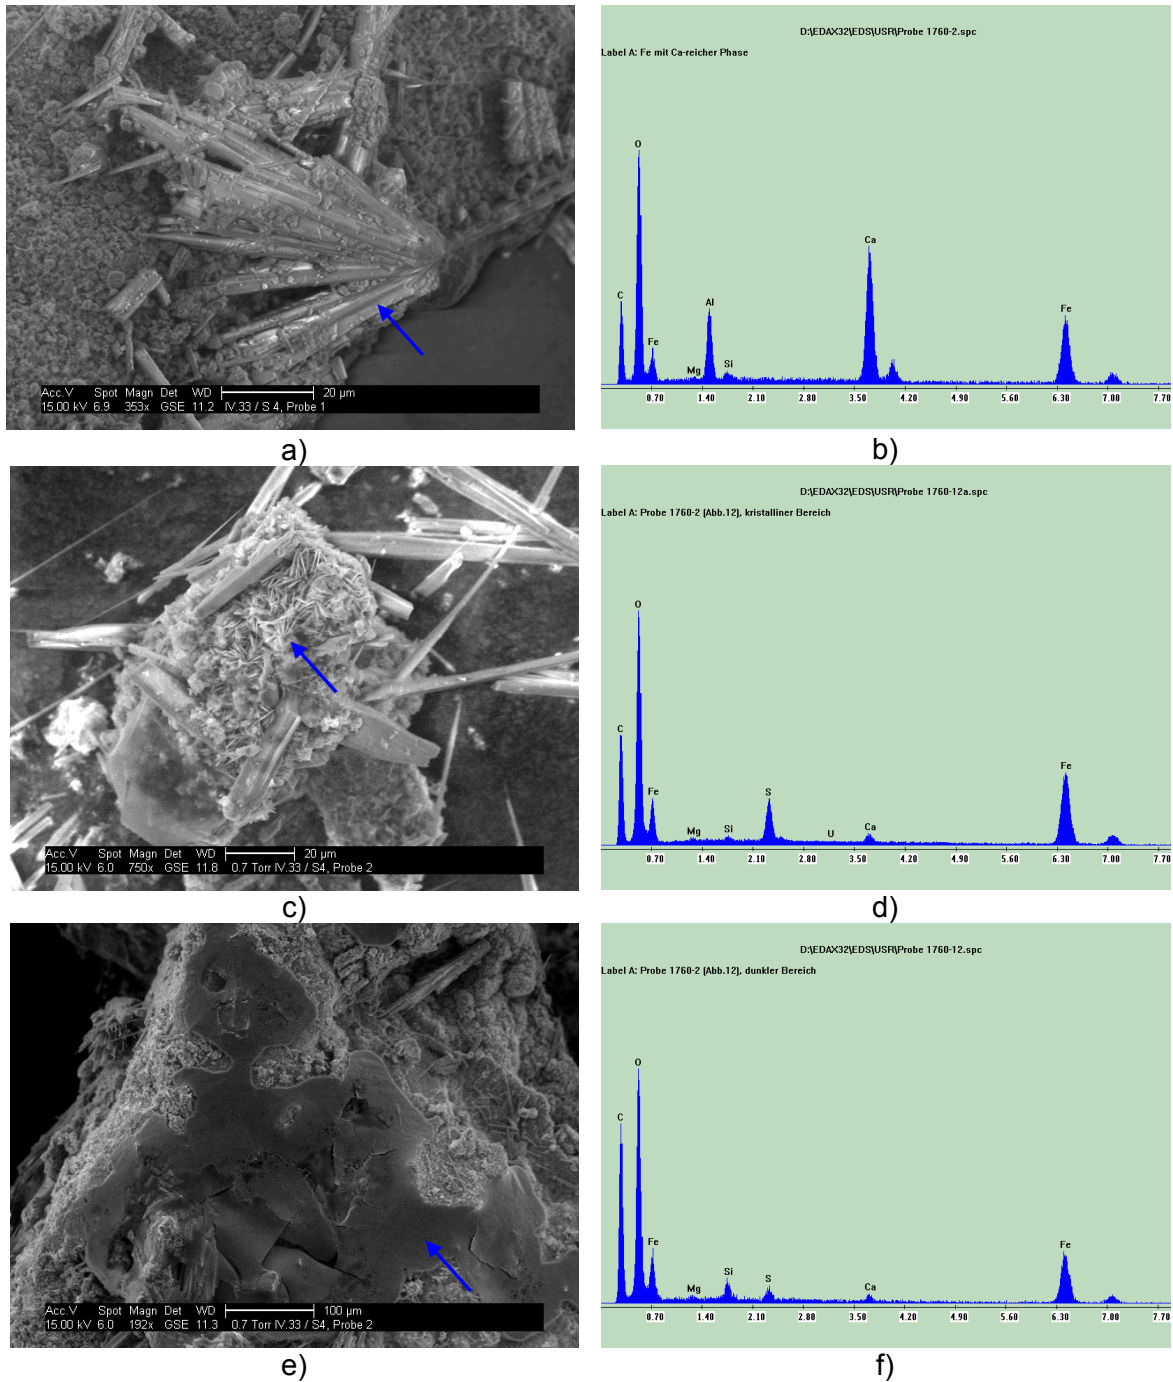 D:\EDAX32\EDS\USR\Probe 1760-2.spc
Label A: Fe mit Ca-reicher Phase
O
Ca
C
Al
Fe
Fe
Mg
Si
0.70 1.40 2.10 2.80 3.50 4.20 4.90 5.60 6.30 7.00 7.70
Acc.V Spot Magn Det WD 20 µm
15.00 kV 6.9 353x GSE 11.2 IV.33 / S 4, Probe 1
a)
b)
D:\EDAX32\EDS\USR\Probe 1760-12a.spc
Label A: Probe 1760-2 (Abb.12), kristalliner Bereich
O
C
Fe
Fe
S
Mg
Si
U
Ca
0.70 1.40 2.10 2.80 3.50 4.20 4.90 5.60 6.30 7.00 7.70
Acc.V Spot Magn Det WD 20 µm
15.00 kV 6.0 750x GSE 11.8 0.7 Torr IV.33 / S4, Probe 2
c)
d)
D:\EDAX32\EDS\USR\Probe 1760-12.spc
Label A: Probe 1760-2 (Abb.12), dunkler Bereich
O
C
Fe
Fe
Si
S
Mg
Ca
0.70 1.40 2.10 2.80 3.50 4.20 4.90 5.60 6.30 7.00 7.70
Acc.V Spot Magn Det WD 100 µm
15.00 kV 6.0 192x GSE 11.3 0.7 Torr IV.33 / S4, Probe 2
e)
f)